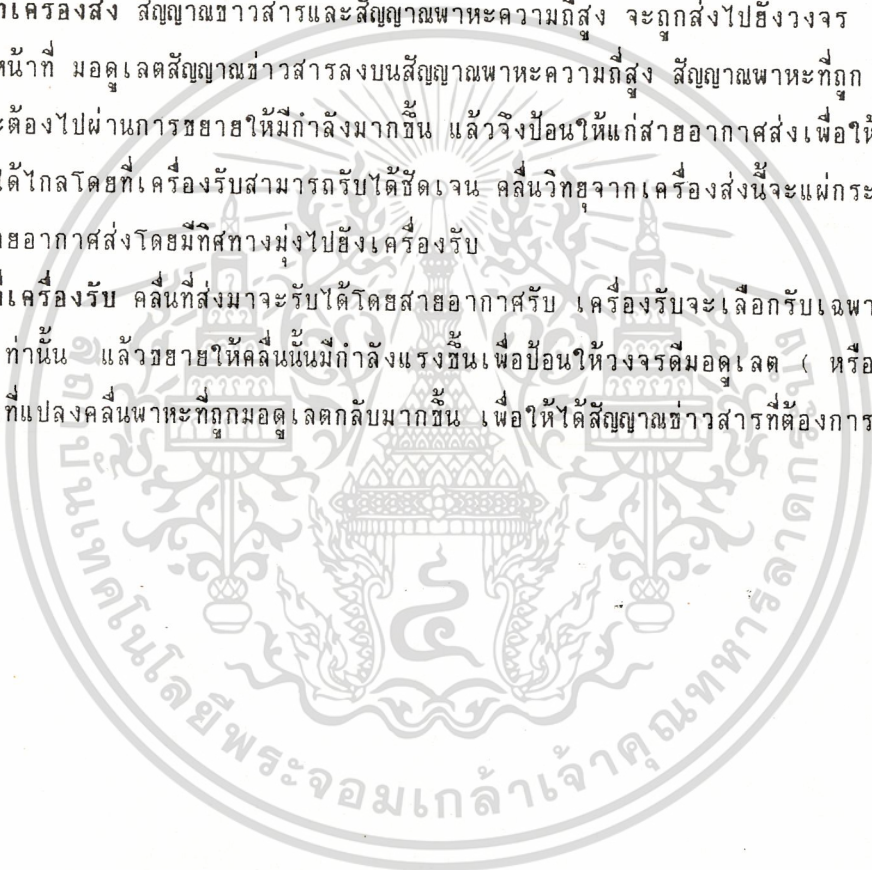 เครื่องส่ง สัญญาณข่าวสารและสัญญาณพาหะความถี่สูง จะถูกส่งไปยังวงจร
หน้าที่ มอดูเลตสัญญาณข่าวสารลงบนสัญญาณพาหะความถี่สูง สัญญาณพาหะที่ถูก
ะต้องไปผ่านการขยายให้มีกำลังมากขึ้น แล้วจึงป้อนให้แก่สายอากาศส่งเพื่อให้
ได้ไกลโดยที่เครื่องรับสามารถรับได้ชัดเจน คลื่นวิทยุจากเครื่องส่งนี้จะแผ่กระ
ายอากาศส่งโดยมีทิศทางมุ่งไปยังเครื่องรับ
ที่เครื่องรับ คลื่นที่ส่งมาจะรับได้โดยสายอากาศรับ เครื่องรับจะเลือกรับเฉพา
ท่านั้น แล้วขยายให้คลื่นนั้นมีกำลังแรงขึ้นเพื่อป้อนให้วงจรดีมอดูเลต ( หรือ
ที่แปลงคลื่นพาหะที่ถูกมอดูเลตกลับมากขึ้น เพื่อให้ได้สัญญาณข่าวสารที่ต้องการ
สถาบันเทคโนโลยีพระจอมเกล้าเจ้าคุณทหารลาดกระบัง